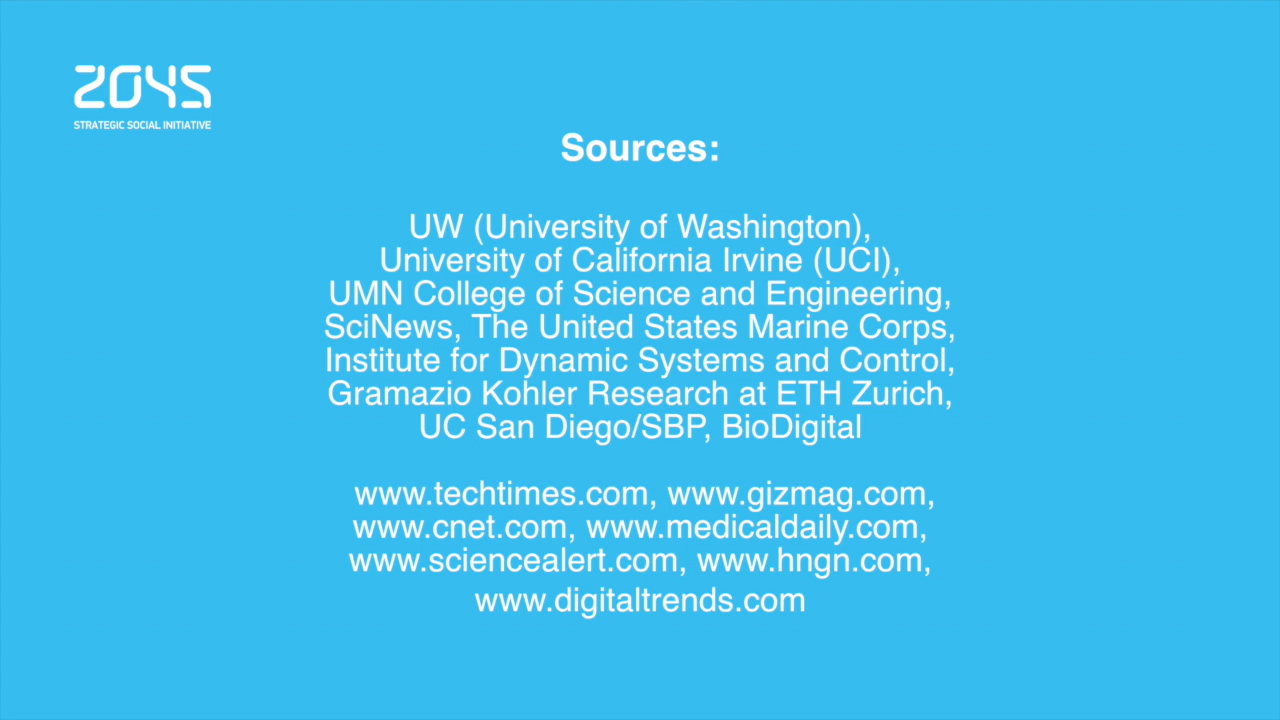 2045
STRATEGIC SOCIAL INITIATIVE
Sources:
UW (University of Washington),
University of California Irvine (UCI),
UMN College of Science and Engineering,
SciNews, The United States Marine Corps,
Institute for Dynamic Systems and Control,
Gramazio Kohler Research at ETH Zurich,
UC San Diego/SBP, BioDigital
www.techtimes.com, www.gizmag.com,
www.cnet.com, www.medicaldaily.com,
www.sciencealert.com, www.hngn.com,
www.digitaltrends.com